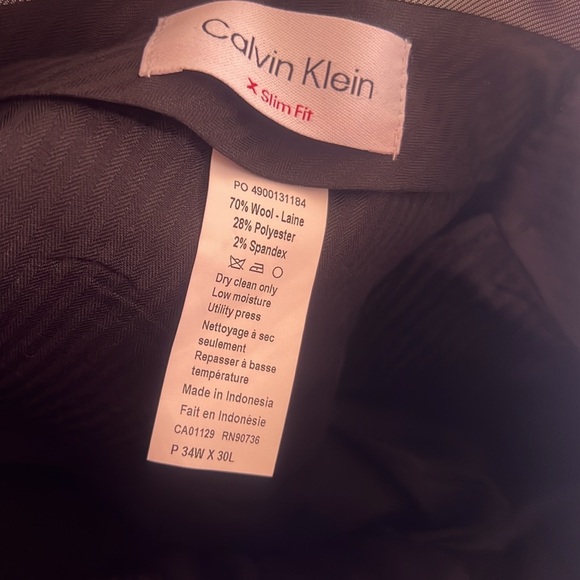 Calvin Klein
X Slim Fit
PO 4900131184
70% Wool - Laine
28% Polyester
2% Spandex
Dry clean only
Low moisture
Utility press
Nettoyage à sec
seulement
Repasser à basse
température
Made in Indonesia
Fait en Indonésie
CA01129 RN90736
P 34W X 30L